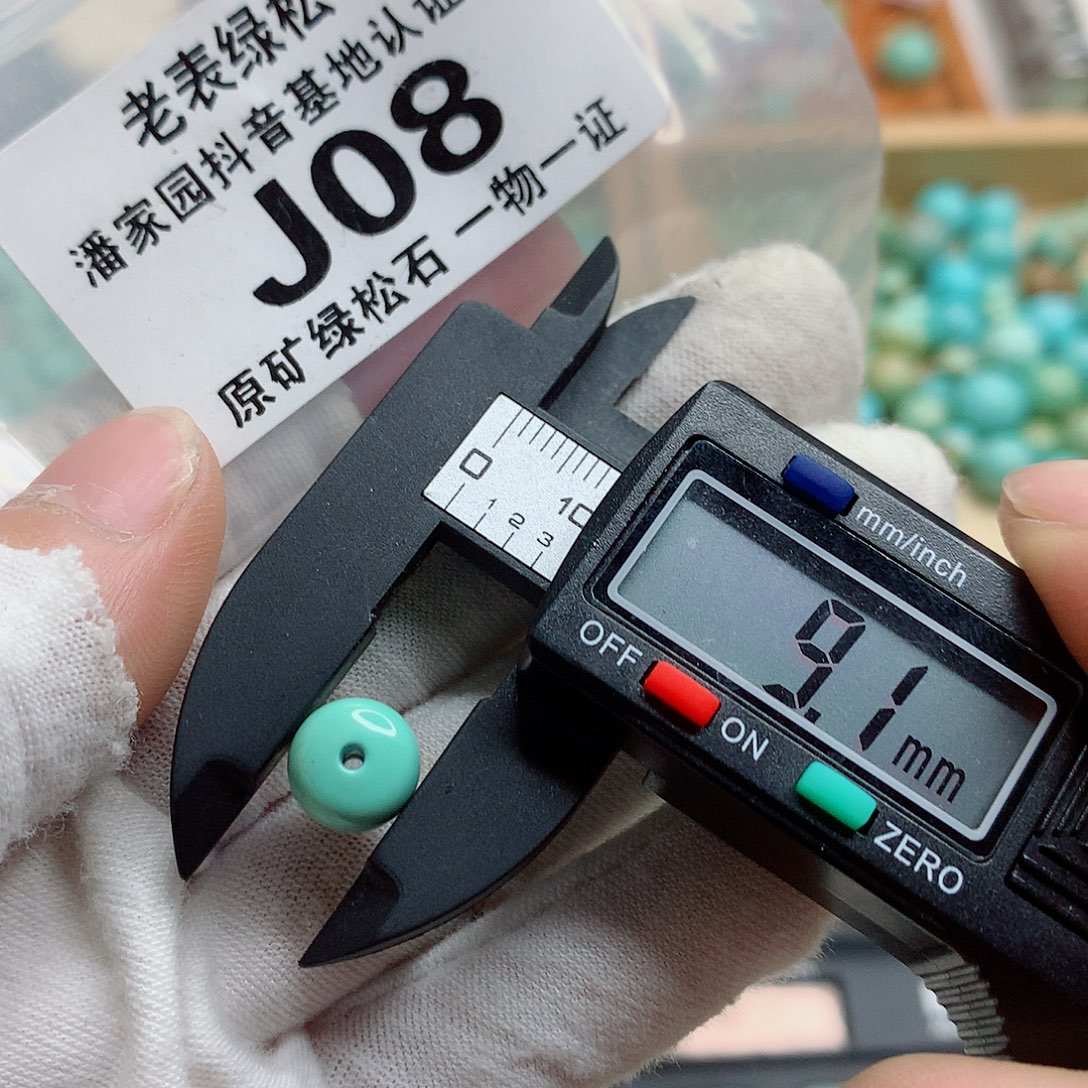 老表绿松
潘家园抖音基地认证
J08
原矿绿松石 一物一证
0 10
1 2 3
mm/inch
9.1 mm
OFF
ON
ZERO